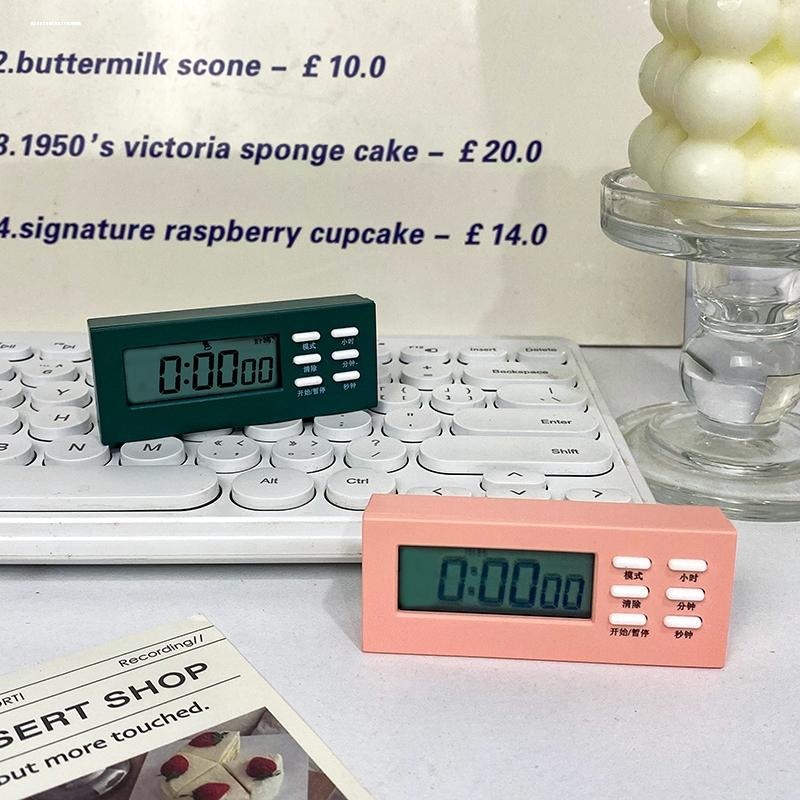 2.buttermilk scone – £ 10.0
3.1950's victoria sponge cake – £ 20.0
4.signature raspberry cupcake – £ 14.0
F12
Insert
Delete
Backspace
Enter
Shift
Y
H
B
N
M
Alt
Ctrl
0:0000
模式
小时
清除
分钟
开始/暂停
秒钟
0:0000
模式
小时
清除
分钟
开始/暂停
秒钟
Recording//
SERT SHOP
but more touched.